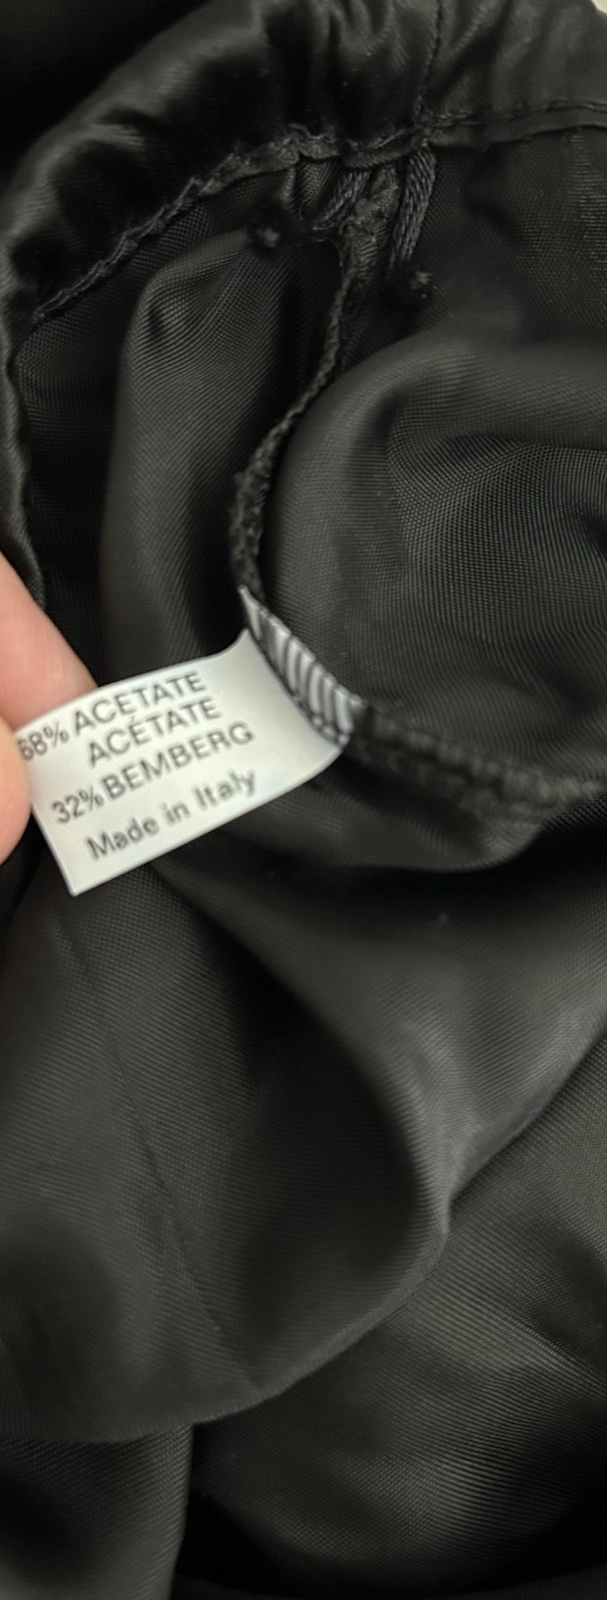 68% ACETATE
ACÉTATE
32% BEMBERG
Made in Italy